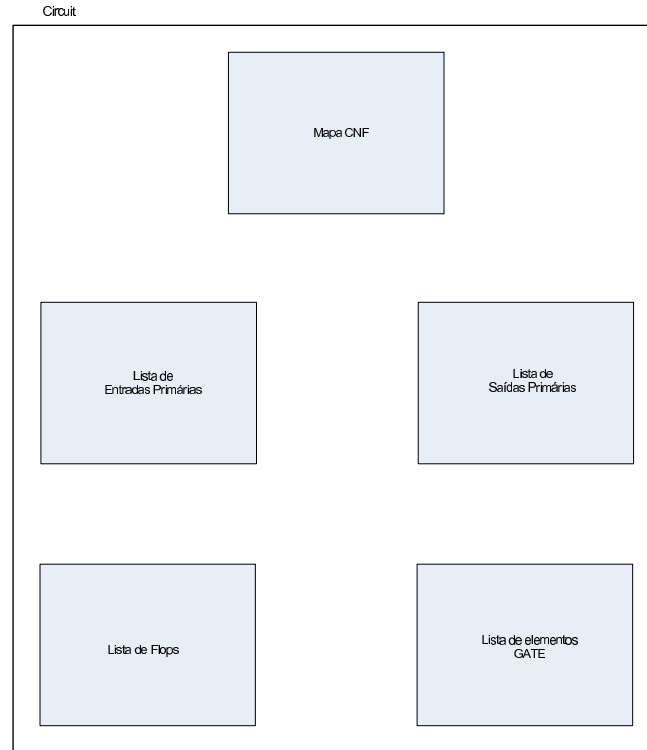 Circuit
Mapa CNF
Lista de
Entradas Primárias
Lista de
Saídas Primárias
Lista de Flops
Lista de elementos
GATE